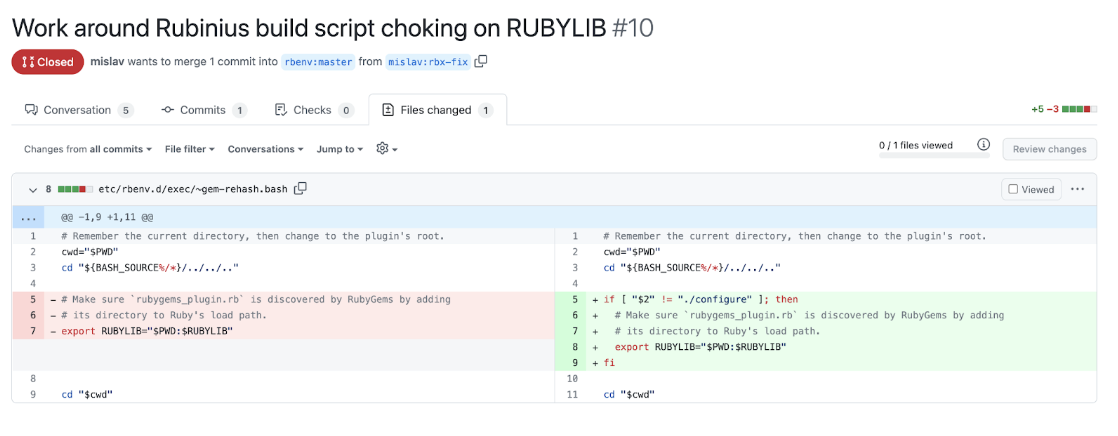 Work around Rubinius build script choking on RUBYLIB #10
Closed mislav wants to merge 1 commit into rbenv:master from mislav:rbx-fix
Conversation 5 Commits 1 Checks 0 Files changed 1 +5 −3
Changes from all commits File filter Conversations Jump to 0 / 1 files viewed Review changes
8 etc/rbenv.d/exec/~gem-rehash.bash Viewed ...
... @@ -1,9 +1,11 @@
1 # Remember the current directory, then change to the plugin's root.
2 cwd="$PWD"
3 cd "${BASH_SOURCE%/*}/../../.."
4
5 - # Make sure `rubygems_plugin.rb` is discovered by RubyGems by adding
6 - # its directory to Ruby's load path.
7 - export RUBYLIB="$PWD:$RUBYLIB"
8
9 cd "$cwd"
1 # Remember the current directory, then change to the plugin's root.
2 cwd="$PWD"
3 cd "${BASH_SOURCE%/*}/../../.."
4
5 + if [ "$2" != "./configure" ]; then
6 + # Make sure `rubygems_plugin.rb` is discovered by RubyGems by adding
7 + # its directory to Ruby's load path.
8 + export RUBYLIB="$PWD:$RUBYLIB"
9 + fi
10
11 cd "$cwd"